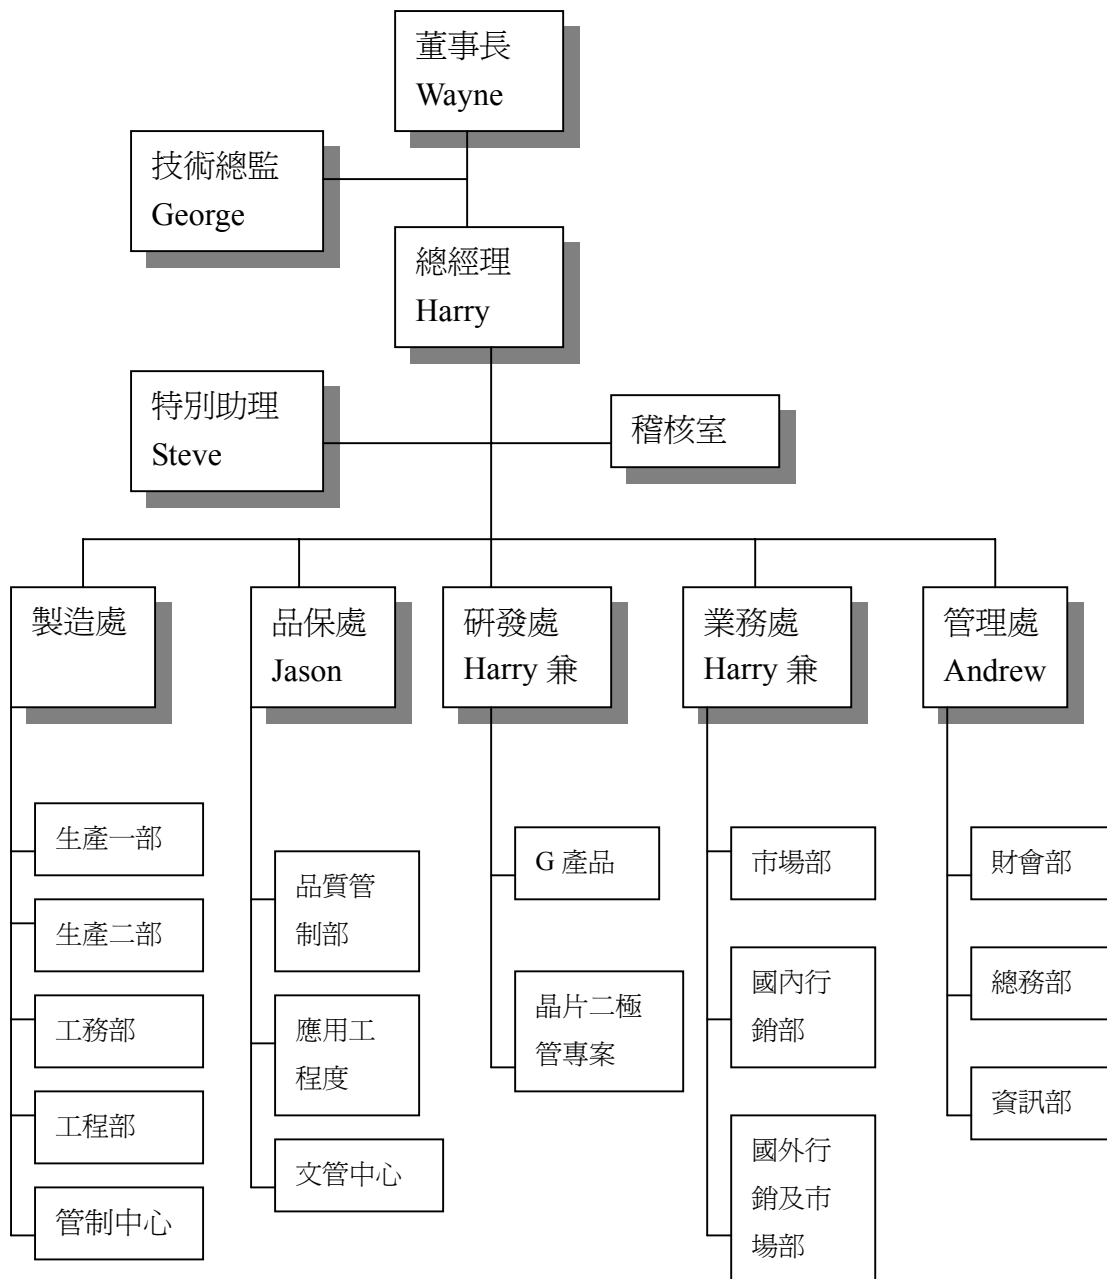 董事長
Wayne
技術總監
George
總經理
Harry
特別助理
Steve
稽核室
製造處
品保處
Jason
研發處
Harry 兼
業務處
Harry 兼
管理處
Andrew
生產一部
生產二部
工務部
工程部
管制中心
品質管
制部
應用工
程度
文管中心
G 產品
晶片二極
管專案
市場部
國內行
銷部
國外行
銷及市
場部
財會部
總務部
資訊部